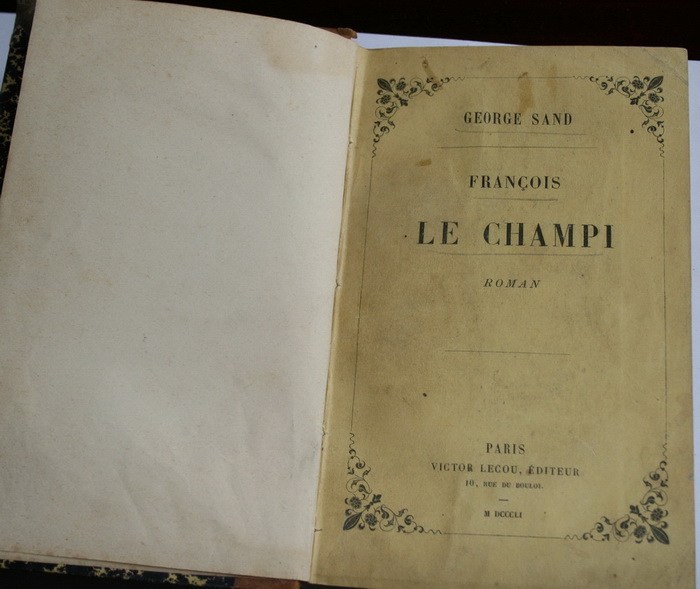 GEORGE SAND
FRANÇOIS
LE CHAMPI
ROMAN
PARIS
VICTOR LECOU, ÉDITEUR
10, RUE DU BOULOI.
M DCCCLI